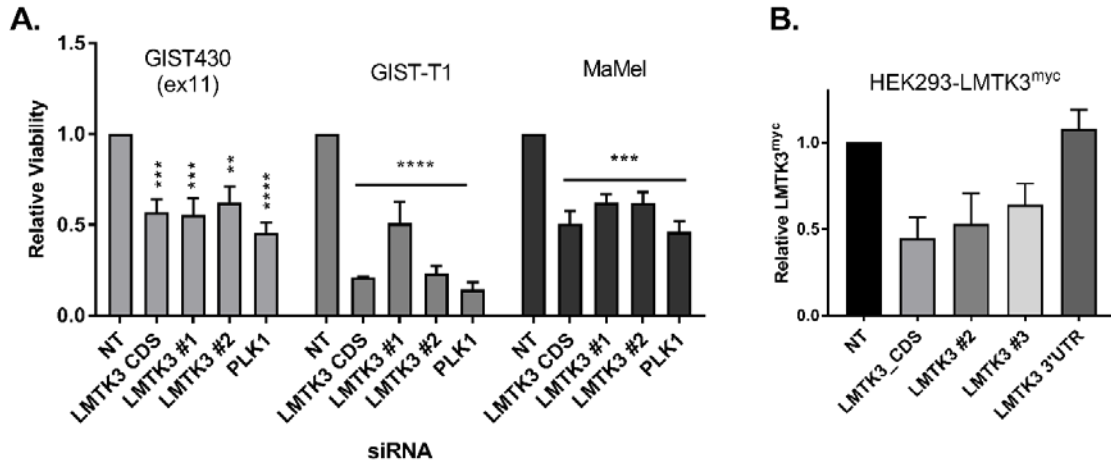 A.
Relative Viability
1.5
1.0
0.5
0.0
GIST430
(ex11)
GIST-T1
MaMel
***
***
**
****
****
***
NT
LMTK3 CDS
LMTK3 #1
LMTK3 #2
PLK1
NT
LMTK3 CDS
LMTK3 #1
LMTK3 #2
PLK1
NT
LMTK3 CDS
LMTK3 #1
LMTK3 #2
PLK1
siRNA
B.
HEK293-LMTK3myc
Relative LMTK3myc
1.0
0.5
0.0
NT
LMTK3_CDS
LMTK3 #2
LMTK3 #3
LMTK3 3'UTR